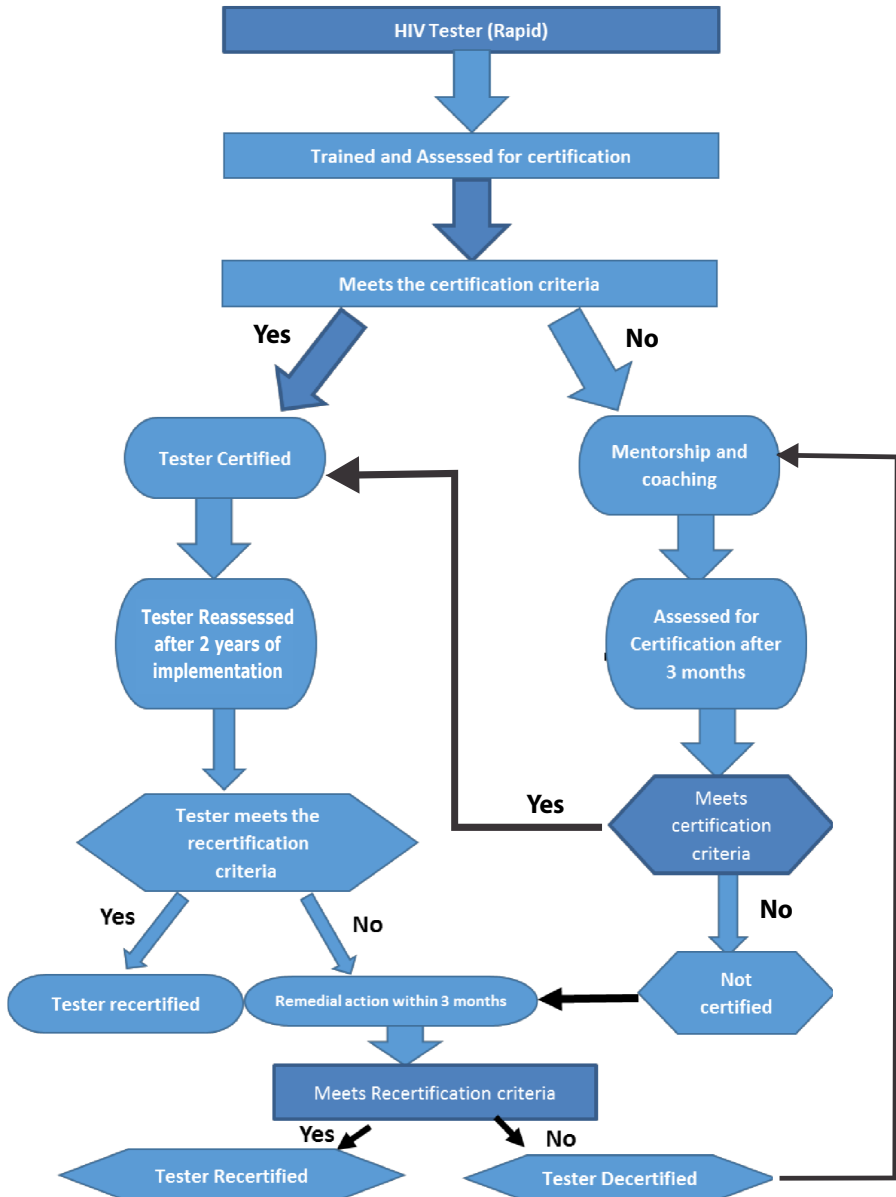 HIV Tester (Rapid)
Trained and Assessed for certification
Meets the certification criteria
Yes
No
Tester Certified
Mentorship and
coaching
Tester Reassessed
after 2 years of
implementation
Assessed for
Certification after
3 months
Tester meets the
recertification
criteria
Yes
Meets
certification
criteria
Yes
No
No
Tester recertified
Remedial action within 3 months
Not
certified
Meets Recertification criteria
Yes
No
Tester Recertified
Tester Decertified